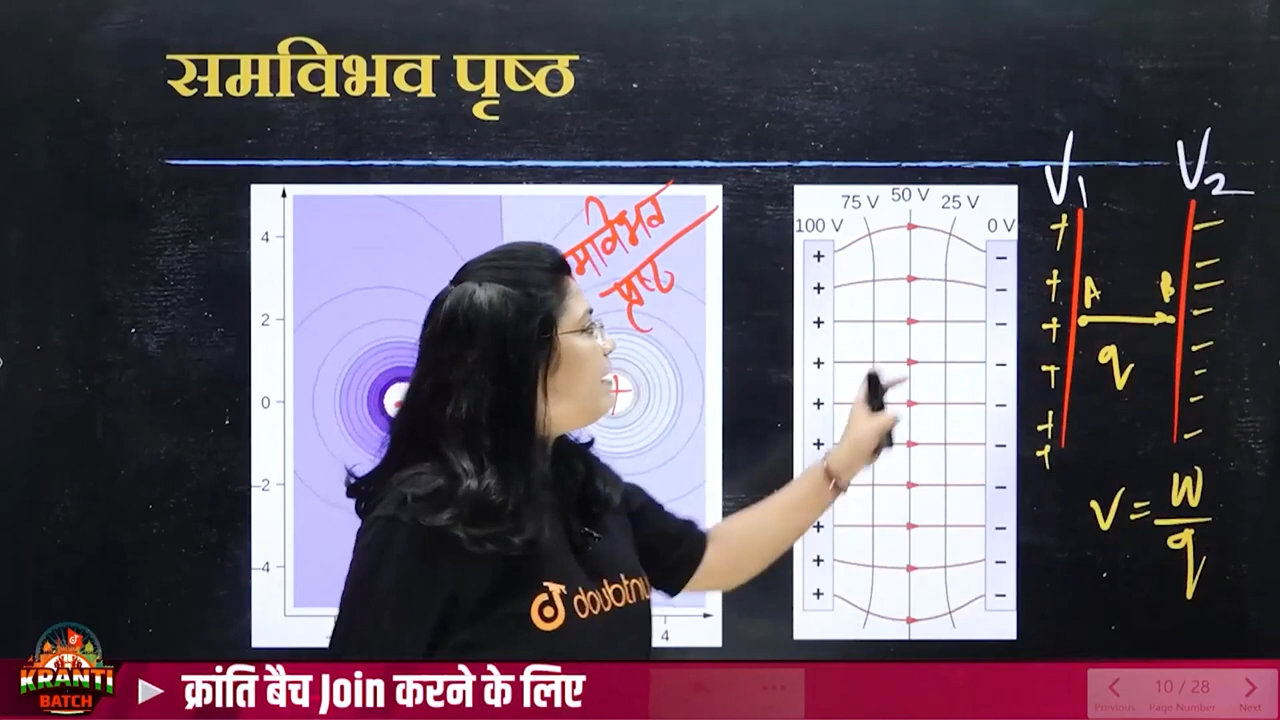 समविभव पृष्ठ
V1 V2
75 V 50 V 25 V
100 V 0 V
4
2
0
-2
-4
4
समविभव
पृष्ठ
A B
q
V = W/q
doubtnu
KRANTI
BATCH
क्रांति बैच Join करने के लिए
10 / 28
Previous Page Number Next